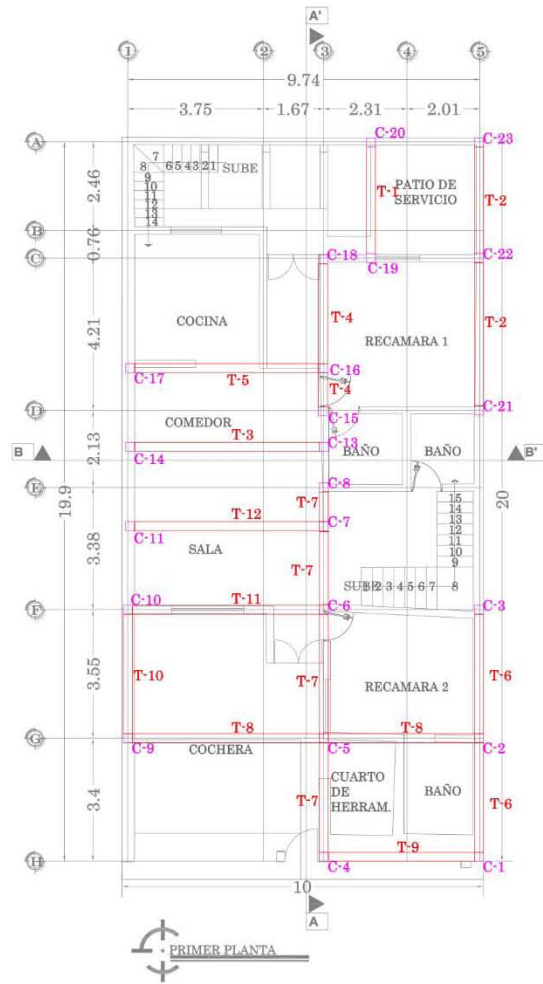 A'
1 2 3 4 5
9.74
3.75 1.67 2.31 2.01
C-20 C-23
A
7
8 6 5 4 3 2 1 SUBE
9
10
11
12
13
14
2.46
T-1
PATIO DE
SERVICIO
T-2
B
0.76
C
C-18 C-22
C-19
T-4 T-2
COCINA
RECAMARA 1
4.21
C-16
C-17 T-5
T-4
D
C-21
C-15
COMEDOR
T-3 C-13
B BAÑO BAÑO B'
C-14
2.13
E
C-8
T-7
15
14
13
12
11
10
9
19.9 20
T-12 C-7
C-11
SALA
T-7
3.38
SUBE
1 2 3 4 5 6 7 8
C-10 T-11 C-6 C-3
F
3.55
T-10 T-7 RECAMARA 2 T-6
T-8 T-8
G
C-9 COCHERA C-5 C-2
3.4
T-7
CUARTO
DE
HERRAM.
BAÑO
T-6
T-9
H
C-4 C-1
10
A
PRIMER PLANTA